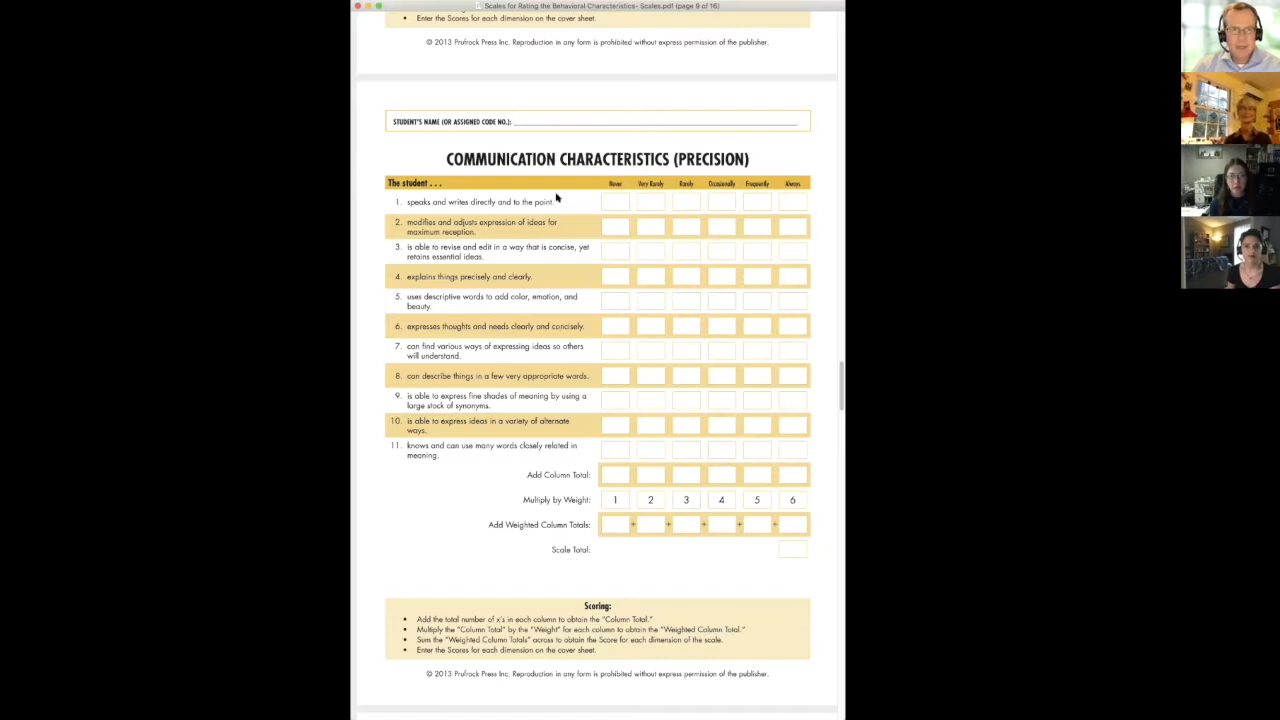 Scales for Rating the Behavioral Characteristics- Scales.pdf (page 9 of 16)
• Enter the Scores for each dimension on the cover sheet.
© 2013 Prufrock Press Inc. Reproduction in any form is prohibited without express permission of the publisher.
STUDENT'S NAME (OR ASSIGNED CODE NO.):
COMMUNICATION CHARACTERISTICS (PRECISION)
The student . . . Never Very Rarely Rarely Occasionally Frequently Always
1. speaks and writes directly and to the point.
2. modifies and adjusts expression of ideas for
maximum reception.
3. is able to revise and edit in a way that is concise, yet
retains essential ideas.
4. explains things precisely and clearly.
5. uses descriptive words to add color, emotion, and
beauty.
6. expresses thoughts and needs clearly and concisely.
7. can find various ways of expressing ideas so others
will understand.
8. can describe things in a few very appropriate words.
9. is able to express fine shades of meaning by using a
large stock of synonyms.
10. is able to express ideas in a variety of alternate
ways.
11. knows and can use many words closely related in
meaning.
Add Column Total:
Multiply by Weight: 1 2 3 4 5 6
Add Weighted Column Totals: + + + + +
Scale Total:
Scoring:
• Add the total number of x's in each column to obtain the "Column Total."
• Multiply the "Column Total" by the "Weight" for each column to obtain the "Weighted Column Total."
• Sum the "Weighted Column Totals" across to obtain the Score for each dimension of the scale.
• Enter the Scores for each dimension on the cover sheet.
© 2013 Prufrock Press Inc. Reproduction in any form is prohibited without express permission of the publisher.